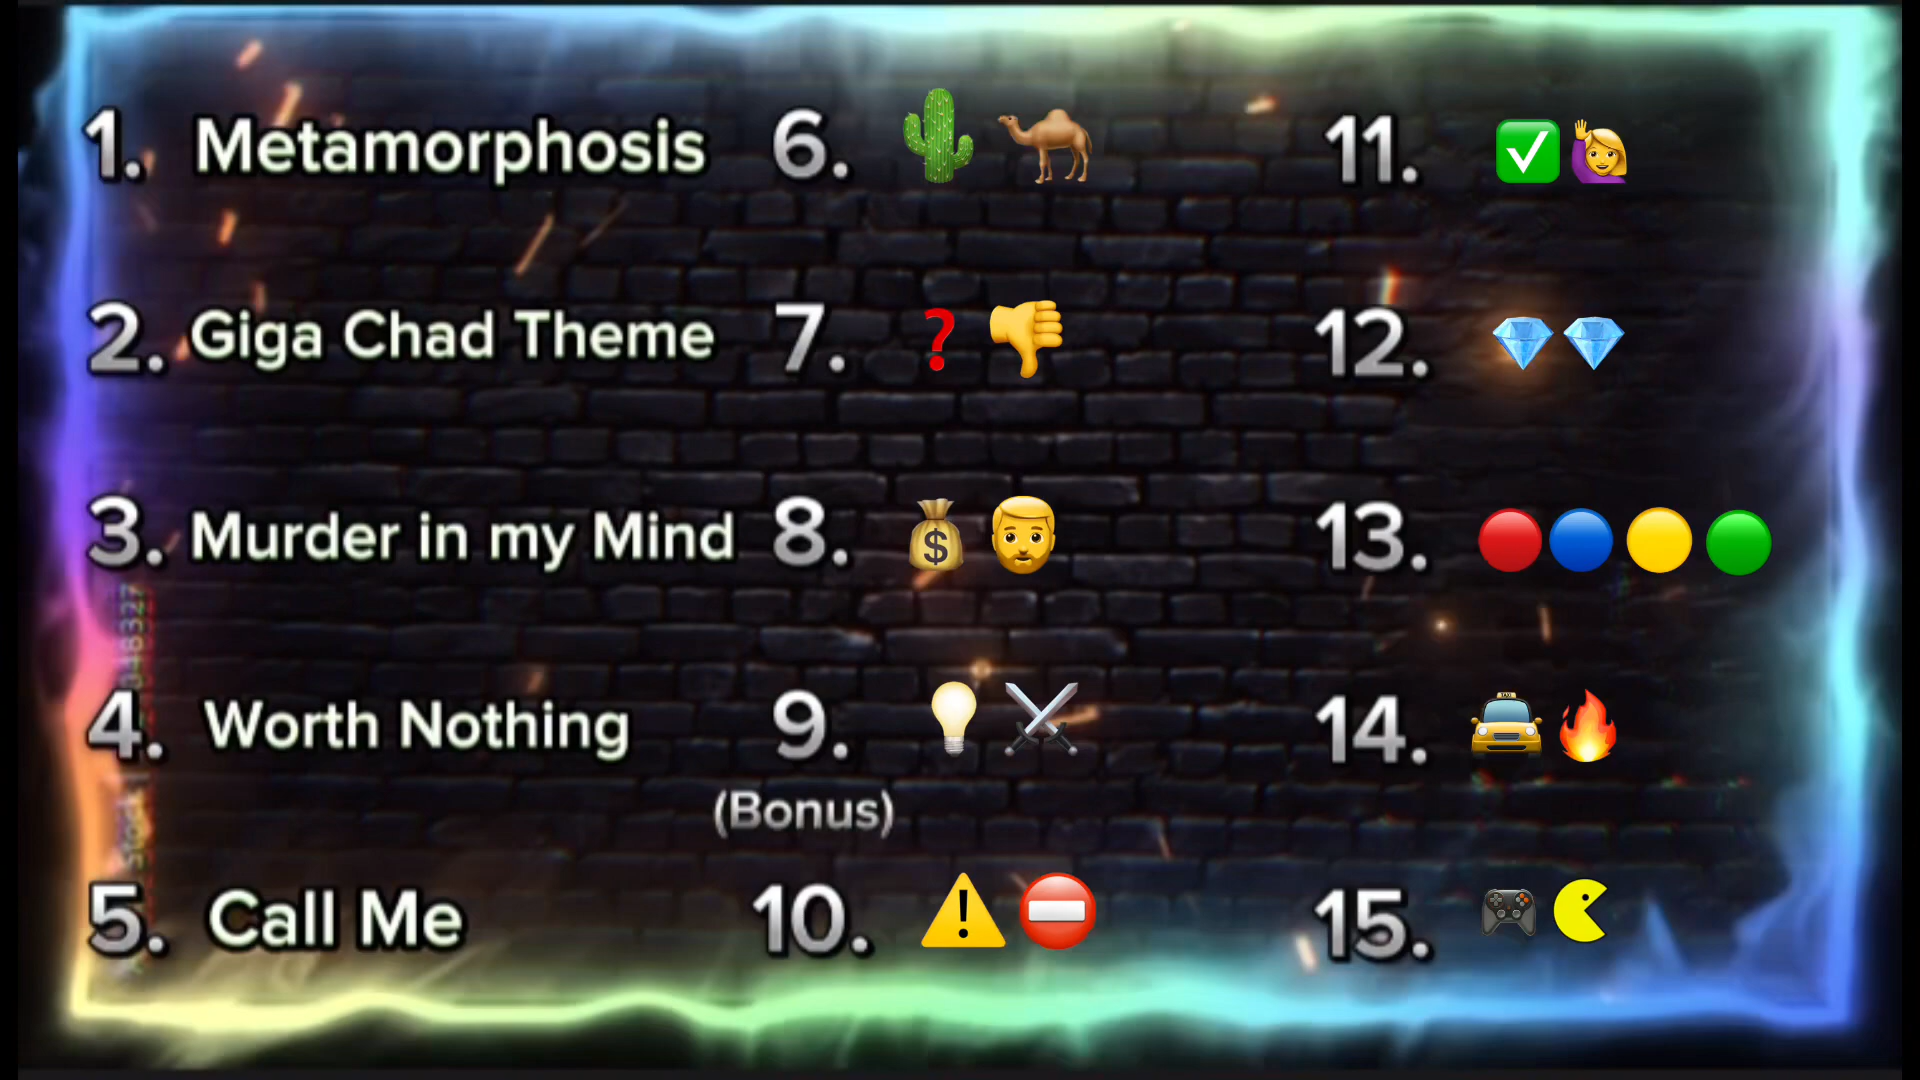 1. Metamorphosis
2. Giga Chad Theme
3. Murder in my Mind
4. Worth Nothing
5. Call Me
6.
7. ❓
8. $
9.
(Bonus)
10.
11.
12.
13.
14. TAXI
15.